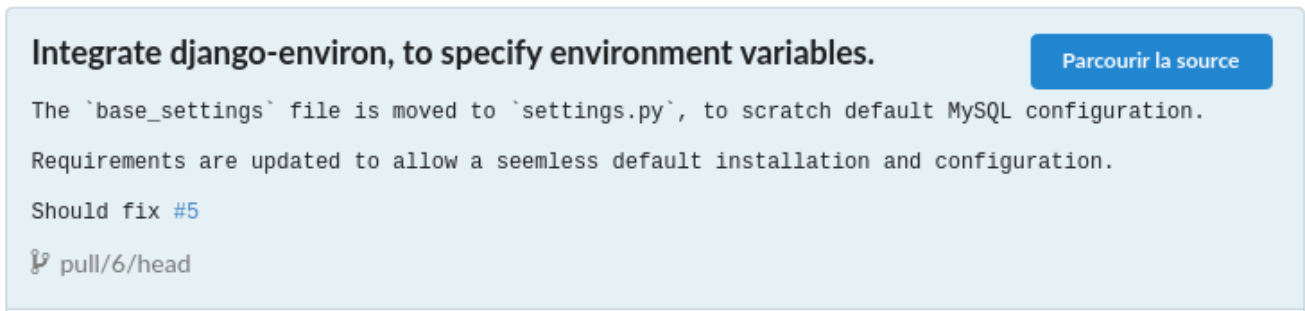 Integrate django-environ, to specify environment variables.
Parcourir la source
The `base_settings` file is moved to `settings.py`, to scratch default MySQL configuration.
Requirements are updated to allow a seemless default installation and configuration.
Should fix #5
pull/6/head